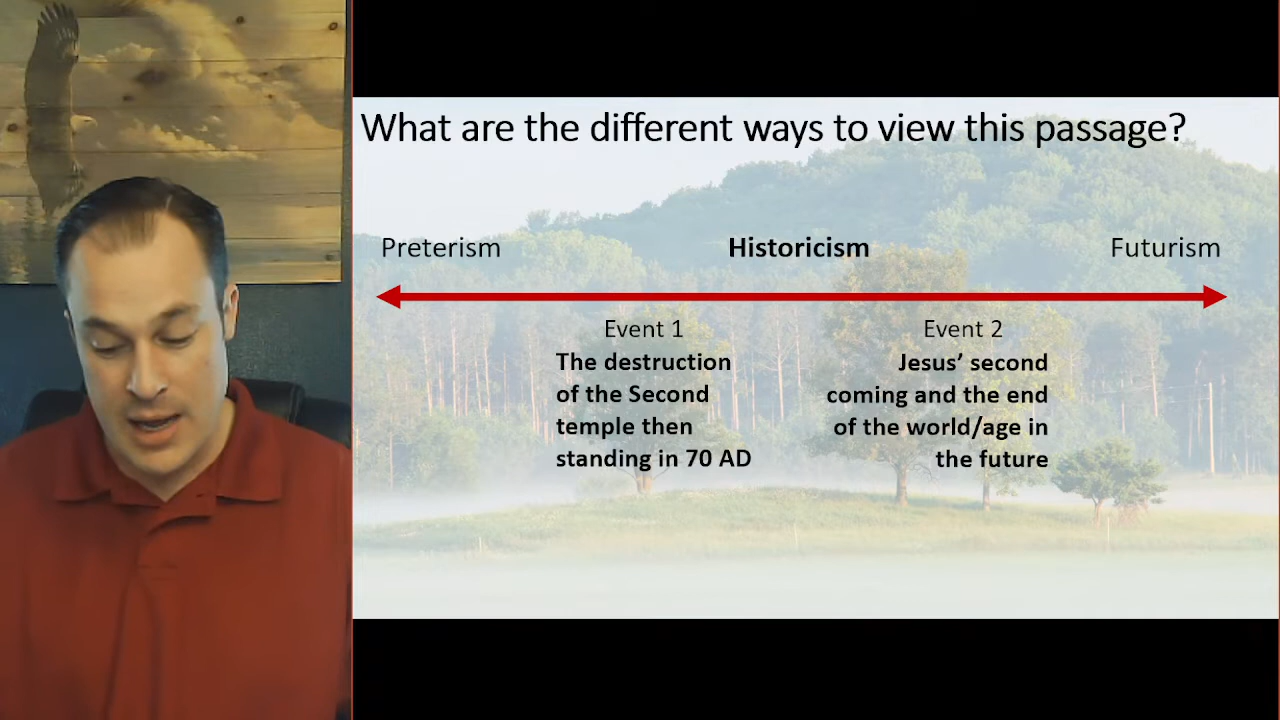 What are the different ways to view this passage?
Preterism Historicism Futurism
Event 1
The destruction
of the Second
temple then
standing in 70 AD
Event 2
Jesus’ second
coming and the end
of the world/age in
the future